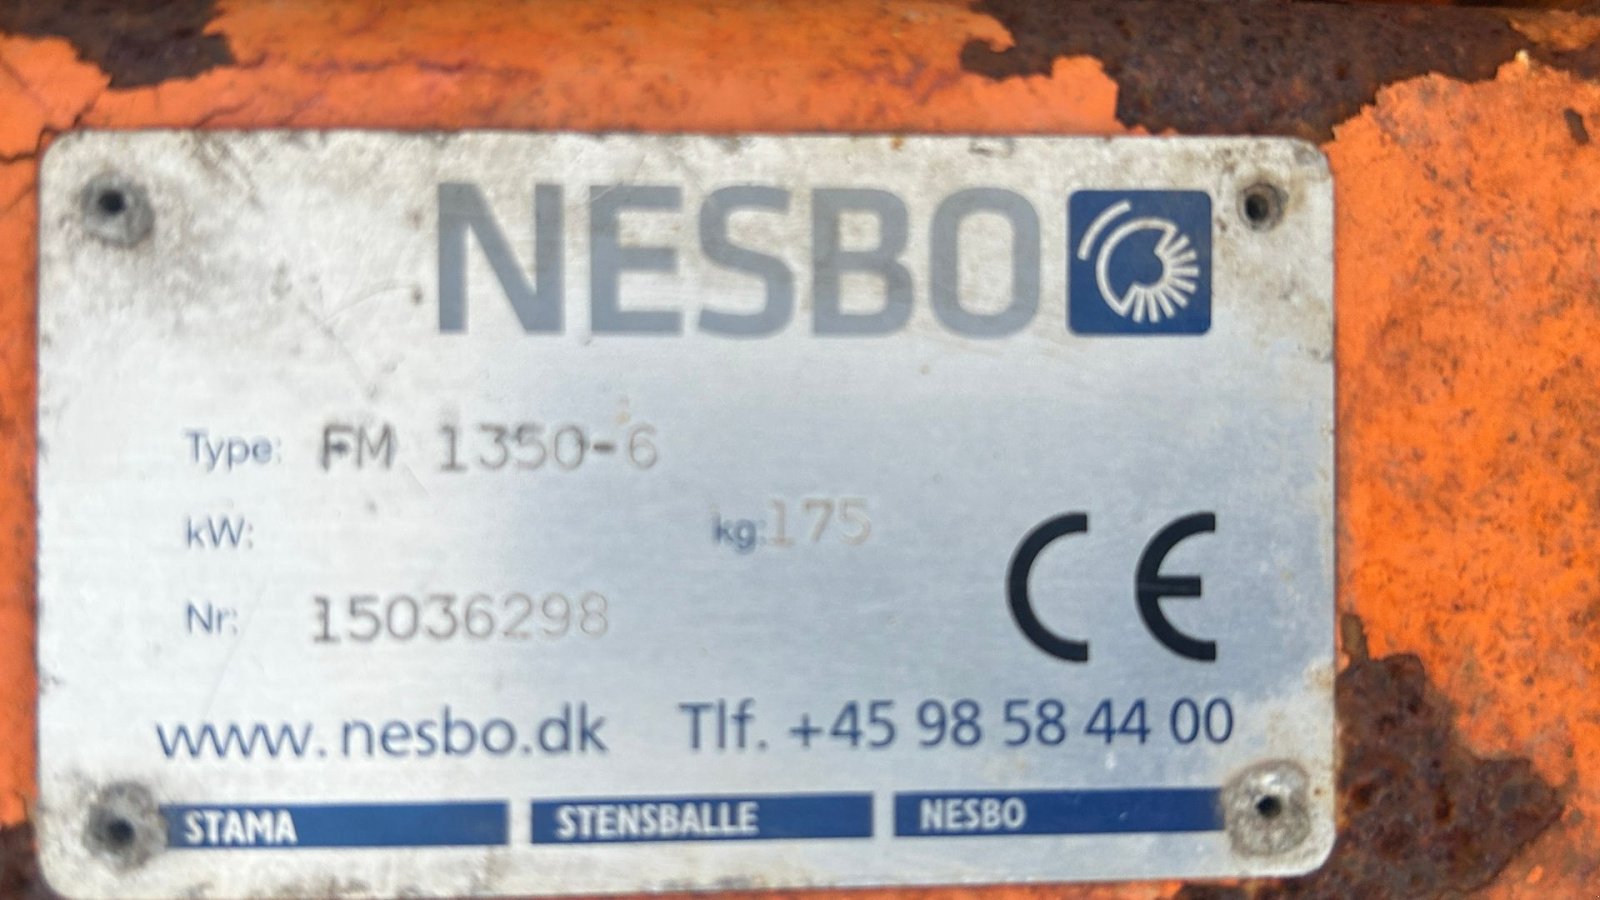 NESBO
Type: FM 1350-6
kW: kg: 175
Nr: 15036298
www.nesbo.dk Tlf. +45 98 58 44 00
STAMA STENSBALLE NESBO
CE